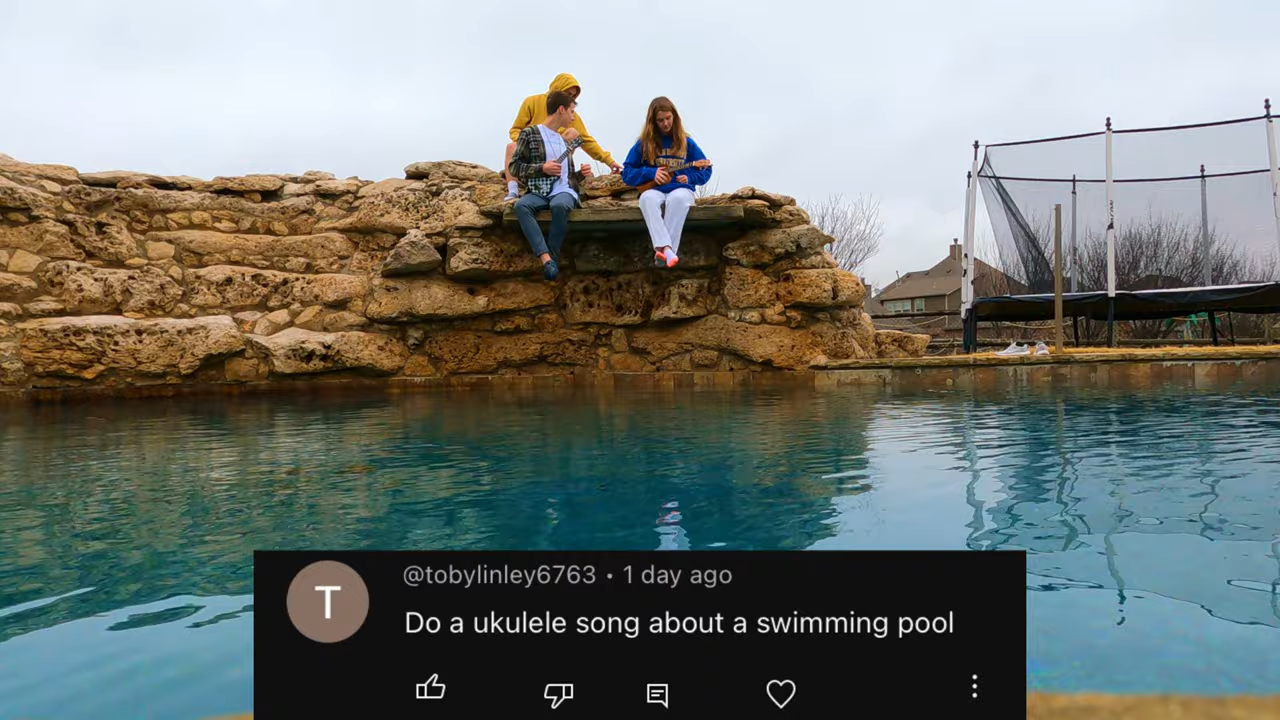 T
@tobylinley6763 • 1 day ago
Do a ukulele song about a swimming pool